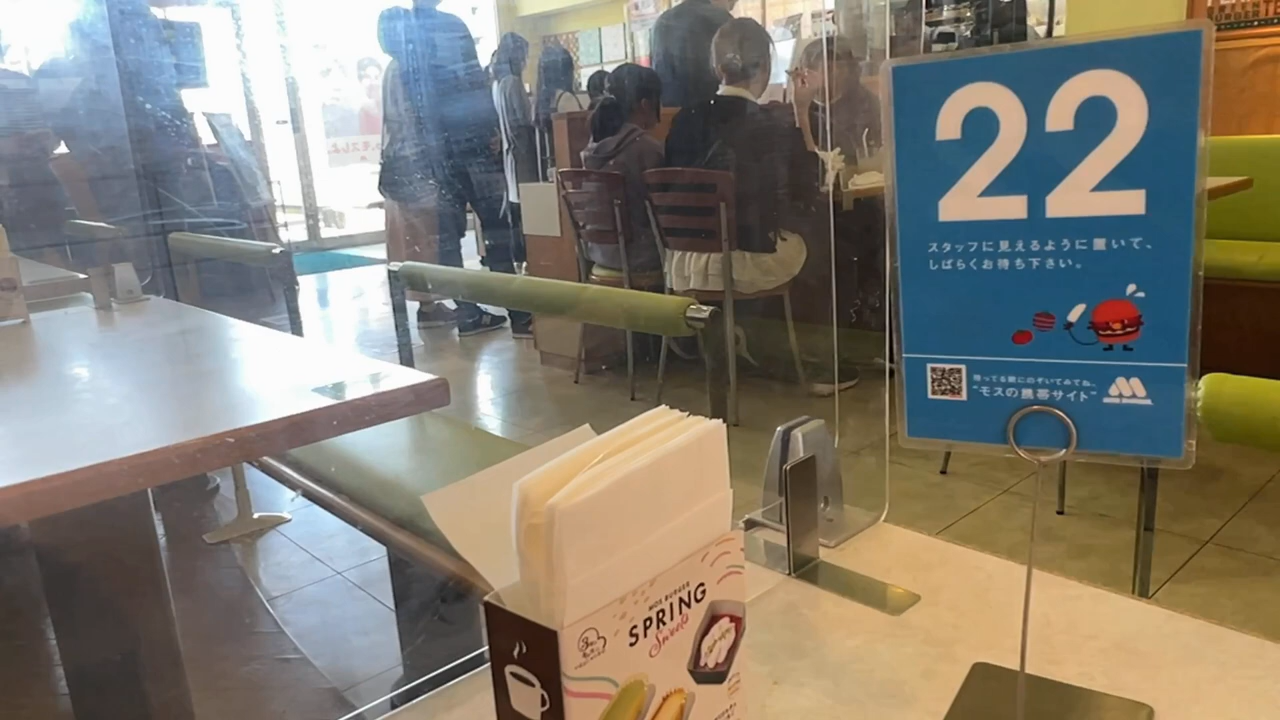 22
スタッフに見えるように置いて、
しばらくお待ち下さい。
待ってる間にのぞいてみてね、
"モスの携帯サイト"
MOS BURGER
SPRING
Sweets